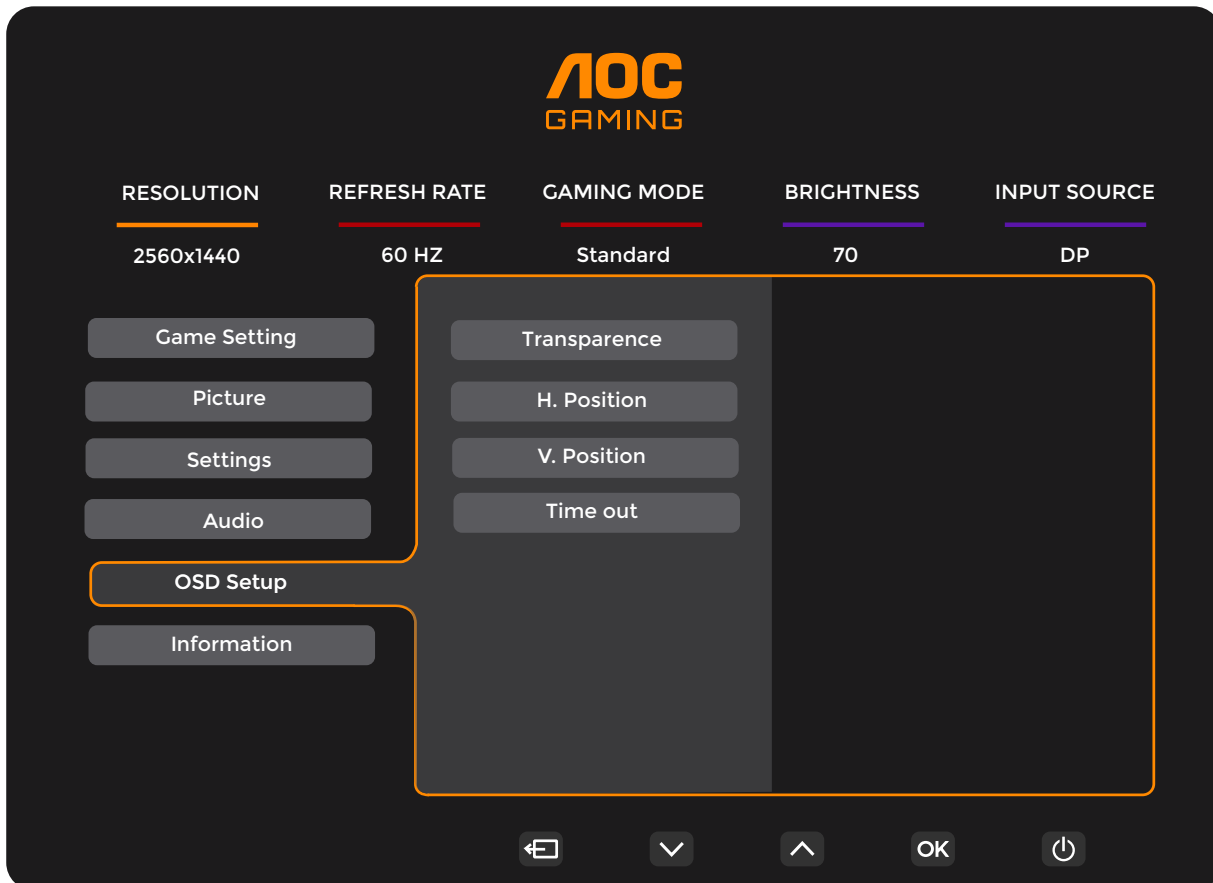 AOC
GAMING
RESOLUTION REFRESH RATE GAMING MODE BRIGHTNESS INPUT SOURCE
2560x1440 60 HZ Standard 70 DP
Game Setting
Picture
Settings
Audio
OSD Setup
Information
Transparence
H. Position
V. Position
Time out
OK